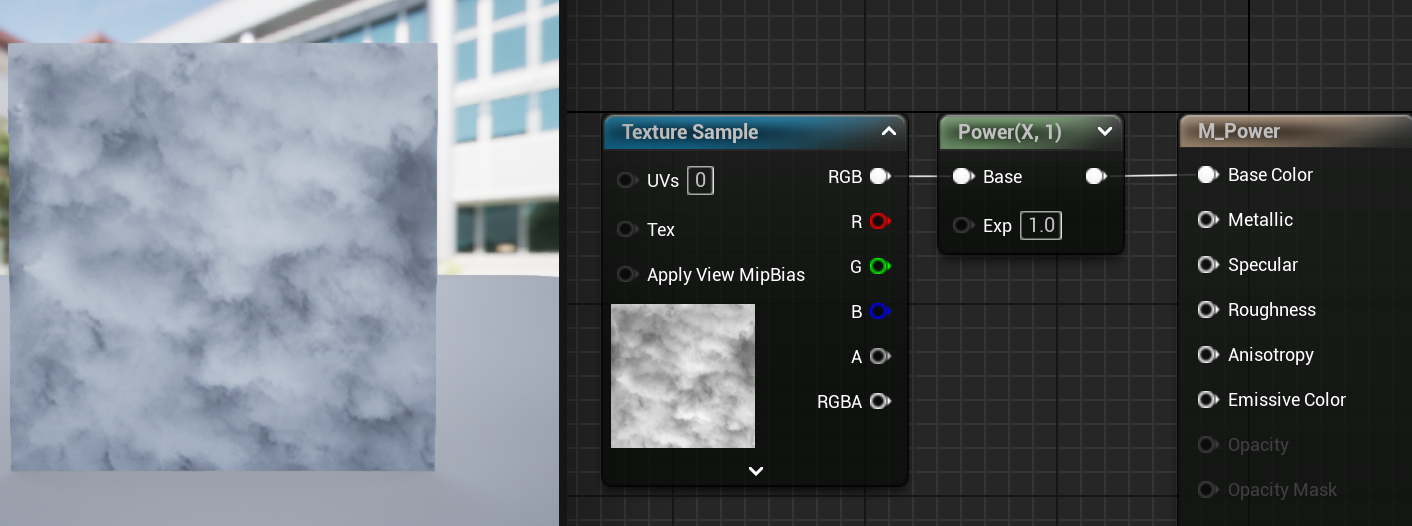 Texture Sample
UVs 0
Tex
Apply View MipBias
RGB
R
G
B
A
RGBA
Power(X, 1)
Base
Exp 1.0
M_Power
Base Color
Metallic
Specular
Roughness
Anisotropy
Emissive Color
Opacity
Opacity Mask